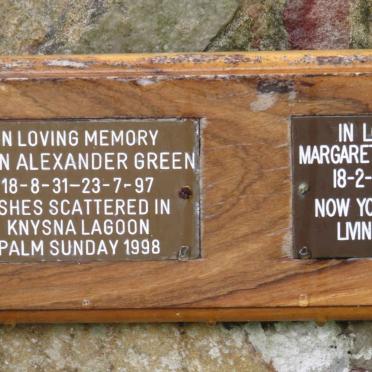 N LOVING MEMORY
N ALEXANDER GREEN
18-8-31-23-7-97
SHES SCATTERED IN
KNYSNA LAGOON
PALM SUNDAY 1998
IN L
MARGARET
18-2-
NOW YO
LIVIN